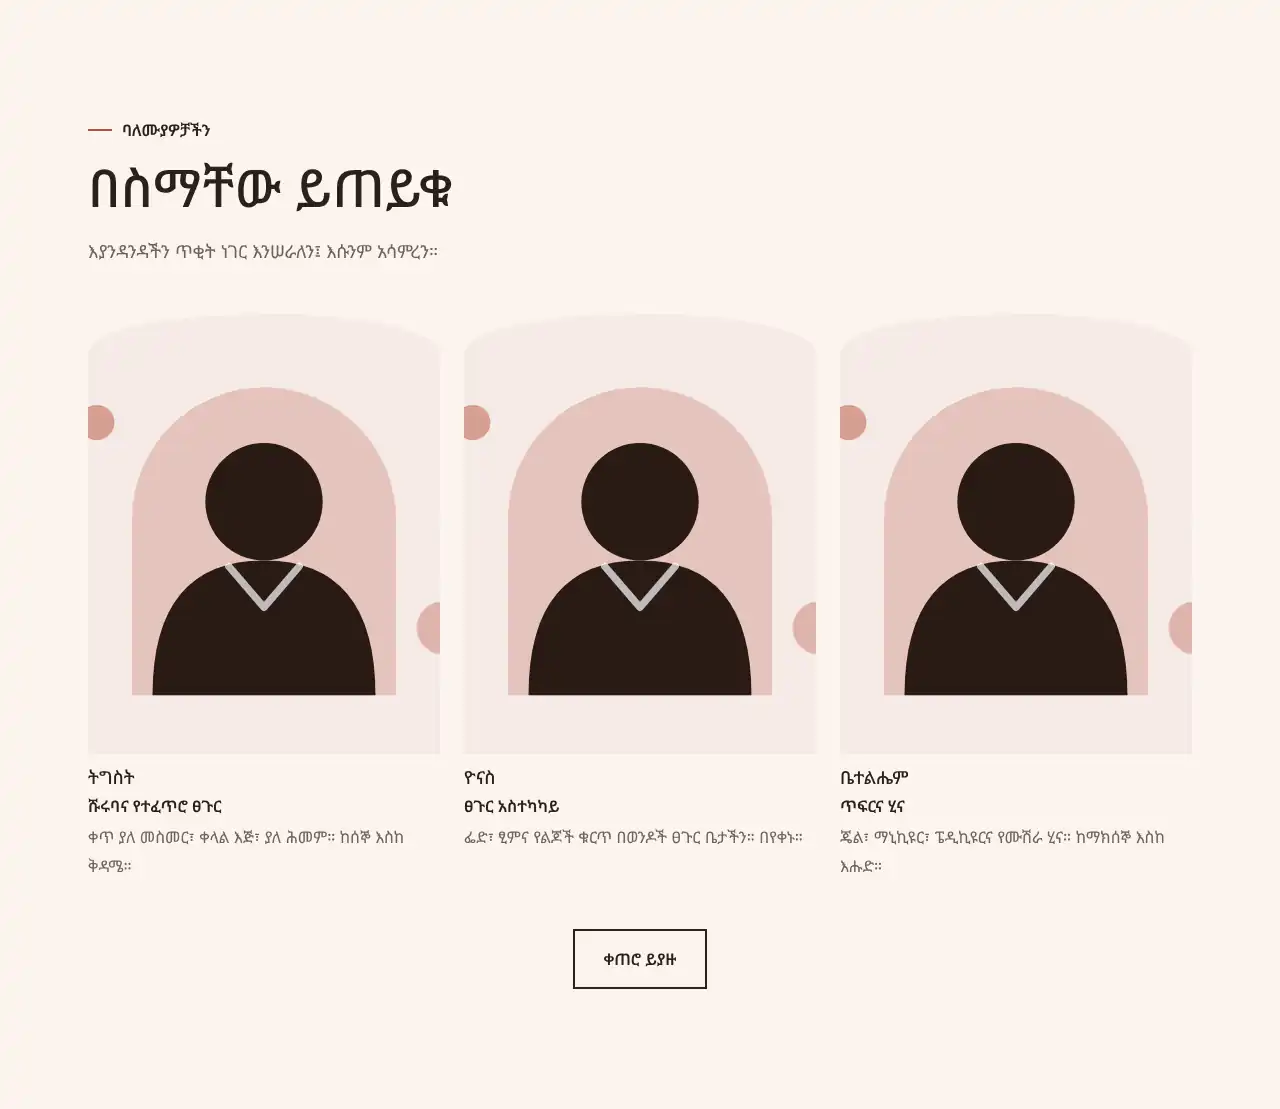 ባለሙያዎቻችን
በስማቸው ይጠይቁ
እያንዳንዳችን ጥቂት ነገር እንሠራለን፤ እሱንም አሳምረን።
ትግስት
ሹሩባና የተፈጥሮ ፀጉር
ቀጥ ያለ መስመር፣ ቀላል እጅ፣ ያለ ሕመም። ከሰኞ እስከ
ቅዳሜ።
ዮናስ
ፀጉር አስተካካይ
ፌድ፣ ፂምና የልጆች ቁርጥ በወንዶች ፀጉር ቤታችን። በየቀኑ።
ቤተልሔም
ጥፍርና ሂና
ጄል፣ ማኒኪዩር፣ ፔዲኪዩርና የሙሽራ ሂና። ከማክሰኞ እስከ
እሑድ።
ቀጠሮ ይያዙ